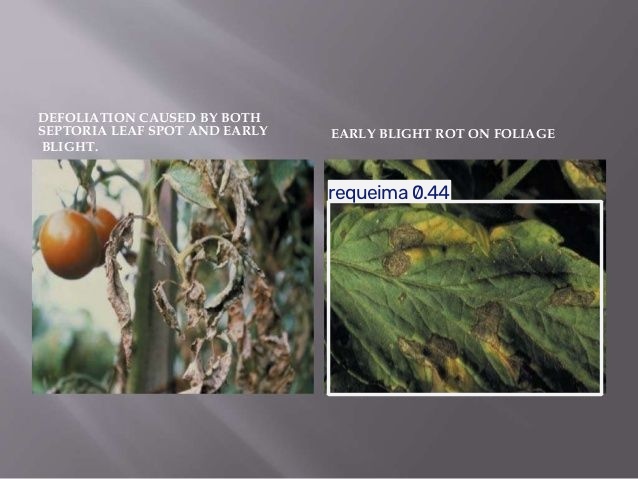 DEFOLIATION CAUSED BY BOTH
SEPTORIA LEAF SPOT AND EARLY
BLIGHT.
EARLY BLIGHT ROT ON FOLIAGE
requeima 0.44